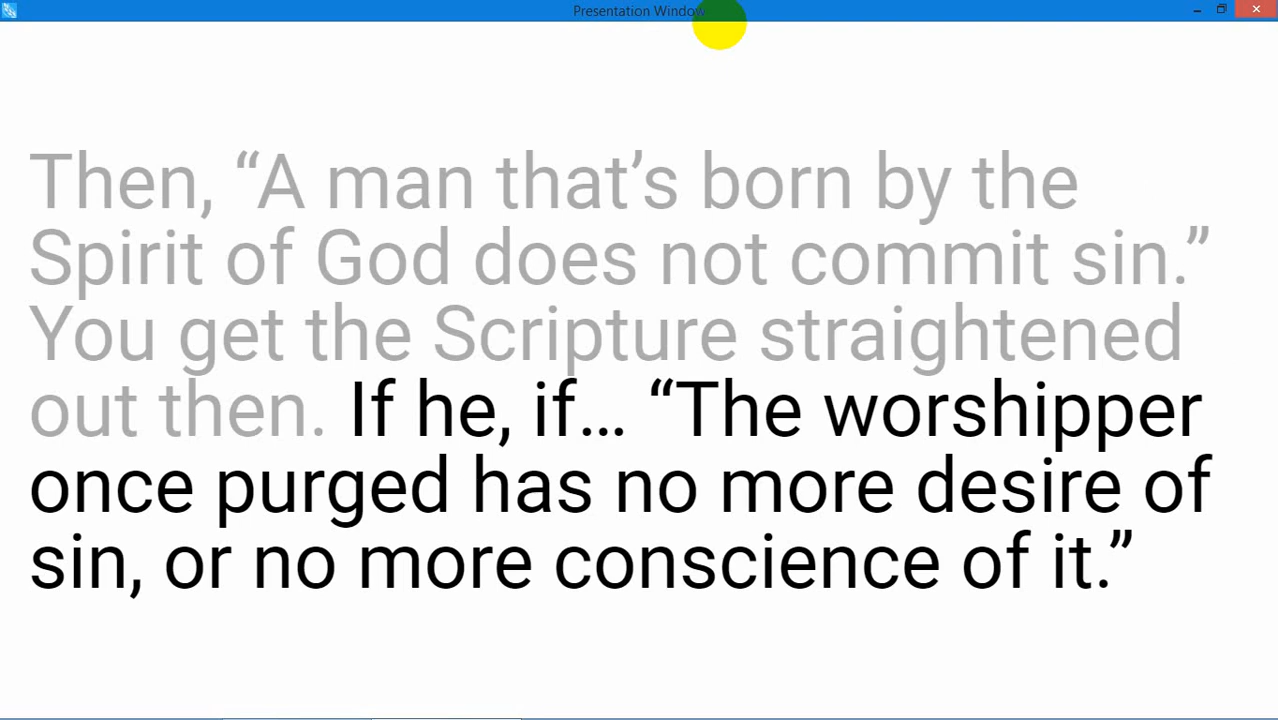 Presentation Window
Then, “A man that’s born by the
Spirit of God does not commit sin.”
You get the Scripture straightened
out then. If he, if… “The worshipper
once purged has no more desire of
sin, or no more conscience of it.”